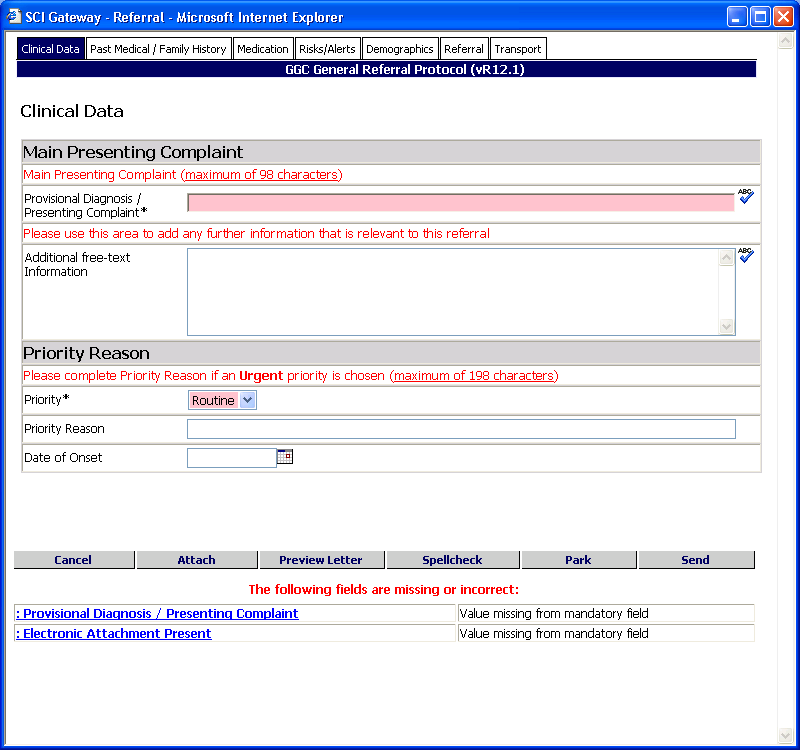 SCI Gateway - Referral - Microsoft Internet Explorer
Clinical Data Past Medical / Family History Medication Risks/Alerts Demographics Referral Transport
GGC General Referral Protocol (vR12.1)
Clinical Data
Main Presenting Complaint
Main Presenting Complaint (maximum of 98 characters)
Provisional Diagnosis /
Presenting Complaint*
ABC
Please use this area to add any further information that is relevant to this referral
Additional free-text
Information
ABC
Priority Reason
Please complete Priority Reason if an Urgent priority is chosen (maximum of 198 characters)
Priority* Routine
Priority Reason
Date of Onset
Cancel Attach Preview Letter Spellcheck Park Send
The following fields are missing or incorrect:
: Provisional Diagnosis / Presenting Complaint Value missing from mandatory field
: Electronic Attachment Present Value missing from mandatory field